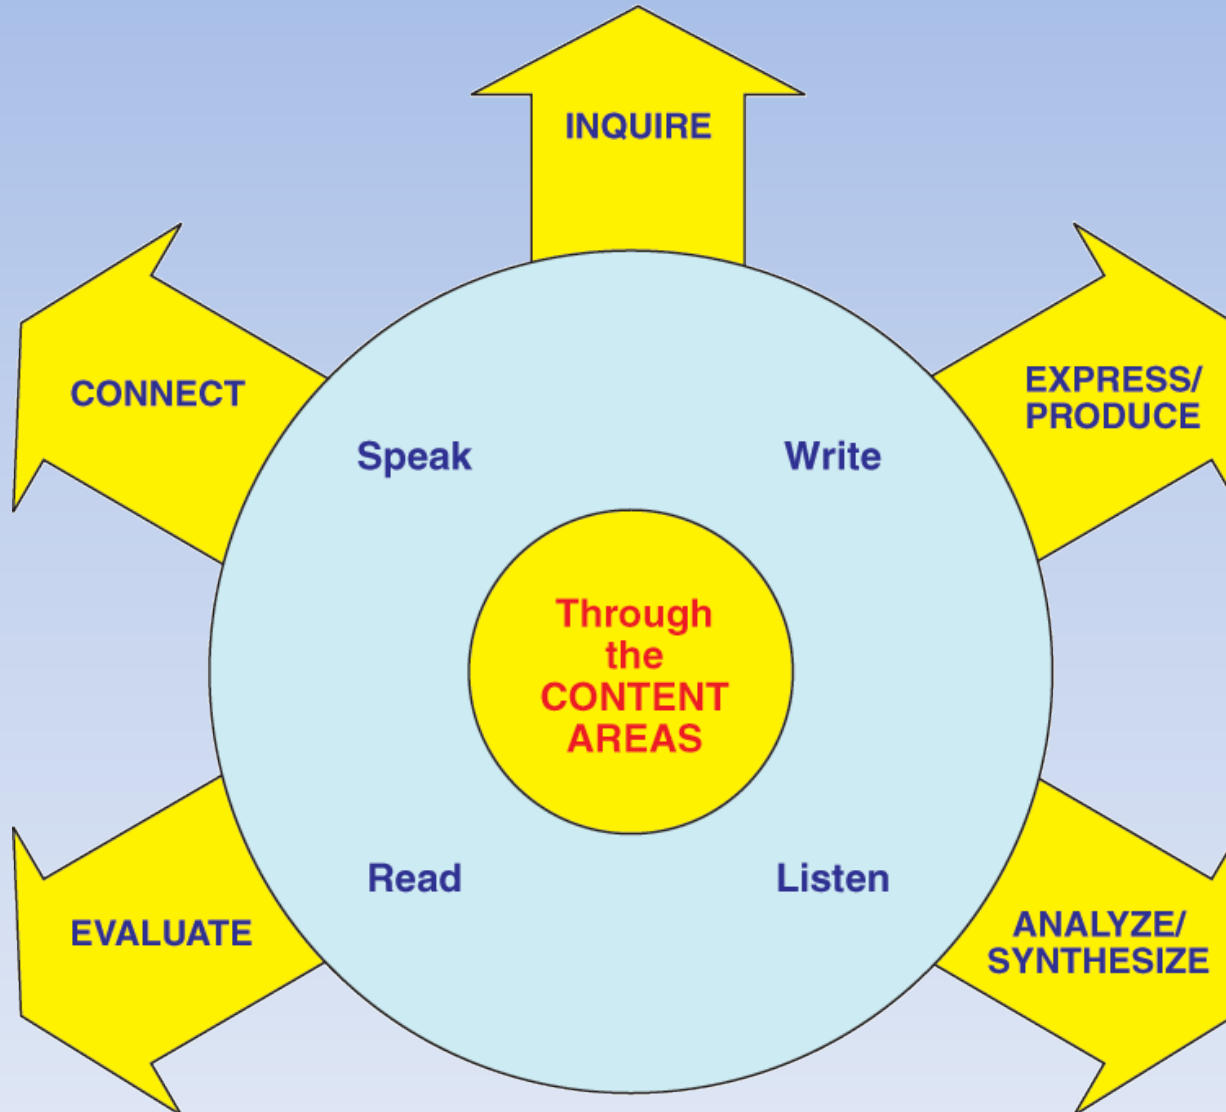 INQUIRE
CONNECT
EXPRESS/
PRODUCE
Speak
Write
Through
the
CONTENT
AREAS
Read
Listen
EVALUATE
ANALYZE/
SYNTHESIZE